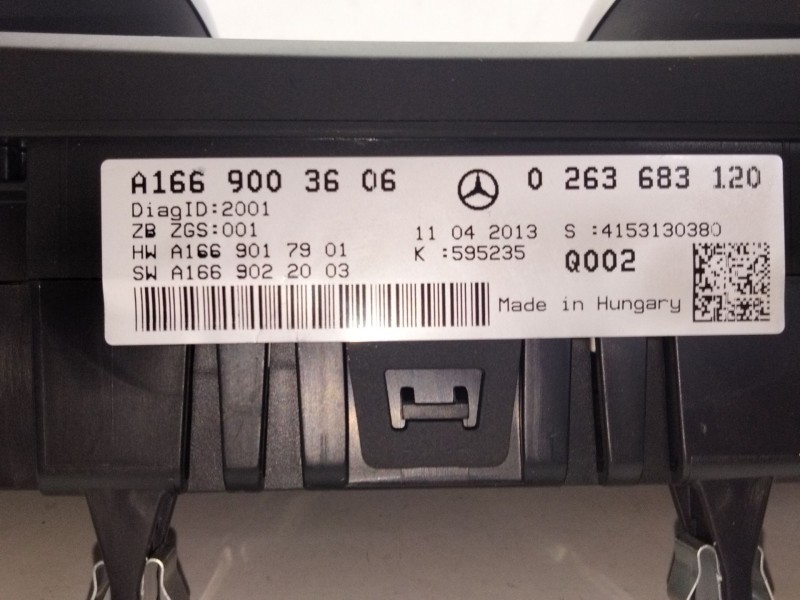 A166 900 36 06 0 263 683 120
DiagID:2001
ZB ZGS:001 11 04 2013 S :4153130380
HW A166 901 79 01 K :595235 Q002
SW A166 902 20 03
Made in Hungary